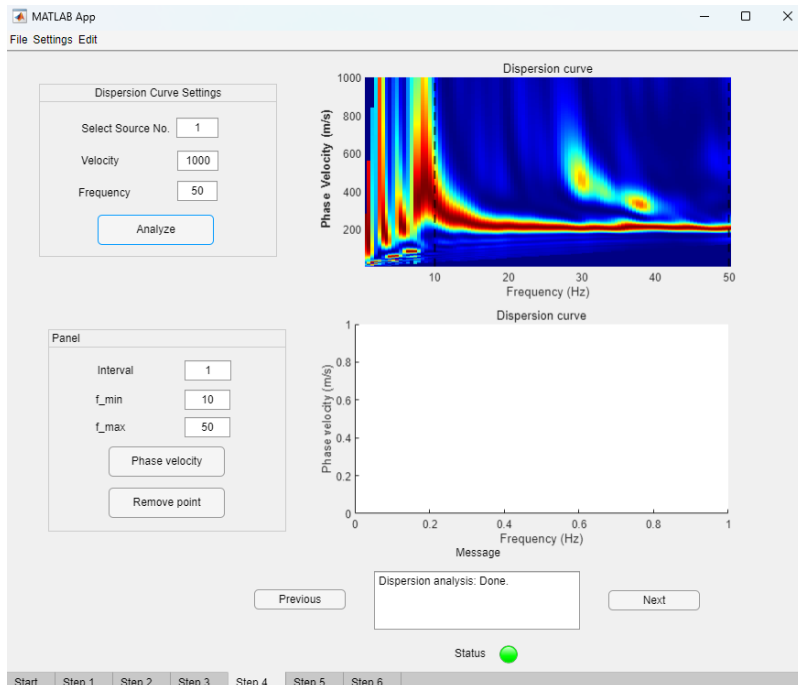 MATLAB App
File Settings Edit
Dispersion Curve Settings
Select Source No. 1
Velocity 1000
Frequency 50
Analyze
Dispersion curve
1000
800
600
400
200
Phase Velocity (m/s)
10 20 30 40 50
Frequency (Hz)
Panel
Interval 1
f_min 10
f_max 50
Phase velocity
Remove point
Dispersion curve
1
0.8
0.6
0.4
0.2
0
Phase velocity (m/s)
0 0.2 0.4 0.6 0.8 1
Frequency (Hz)
Message
Dispersion analysis: Done.
Previous
Next
Status
Start Step 1 Step 2 Step 3 Step 4 Step 5 Step 6